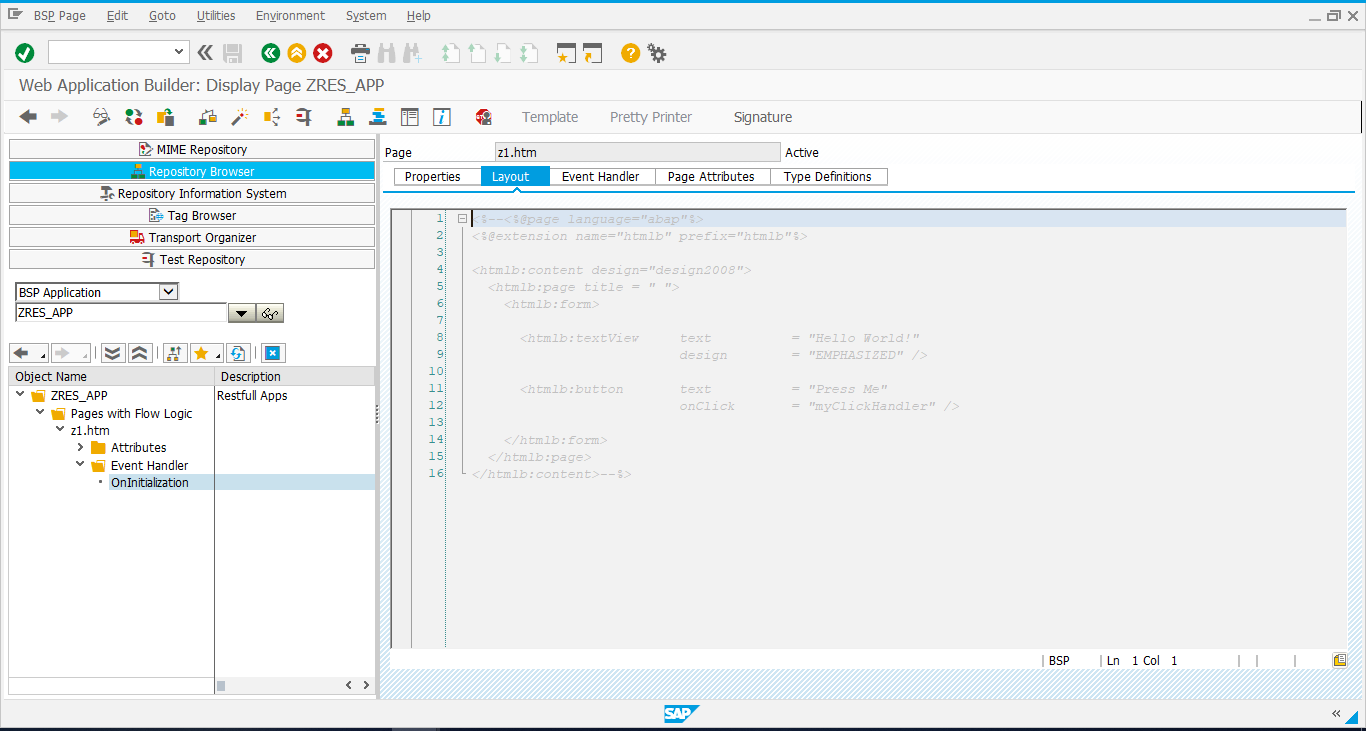 BSP Page Edit Goto Utilities Environment System Help
Web Application Builder: Display Page ZRES_APP
Template Pretty Printer Signature
MIME Repository
Repository Browser
Repository Information System
Tag Browser
Transport Organizer
Test Repository
BSP Application
ZRES_APP
Object Name Description
ZRES_APP Restfull Apps
Pages with Flow Logic
z1.htm
Attributes
Event Handler
OnInitialization
Page z1.htm Active
Properties Layout Event Handler Page Attributes Type Definitions
1 <%--<%@page language="abap"%>
2 <%@extension name="htmlb" prefix="htmlb"%>
3
4 <htmlb:content design="design2008">
5 <htmlb:page title = " ">
6 <htmlb:form>
7
8 <htmlb:textView text = "Hello World!"
9 design = "EMPHASIZED" />
10
11 <htmlb:button text = "Press Me"
12 onClick = "myClickHandler" />
13
14 </htmlb:form>
15 </htmlb:page>
16 </htmlb:content>--%>
BSP Ln 1 Col 1
SAP